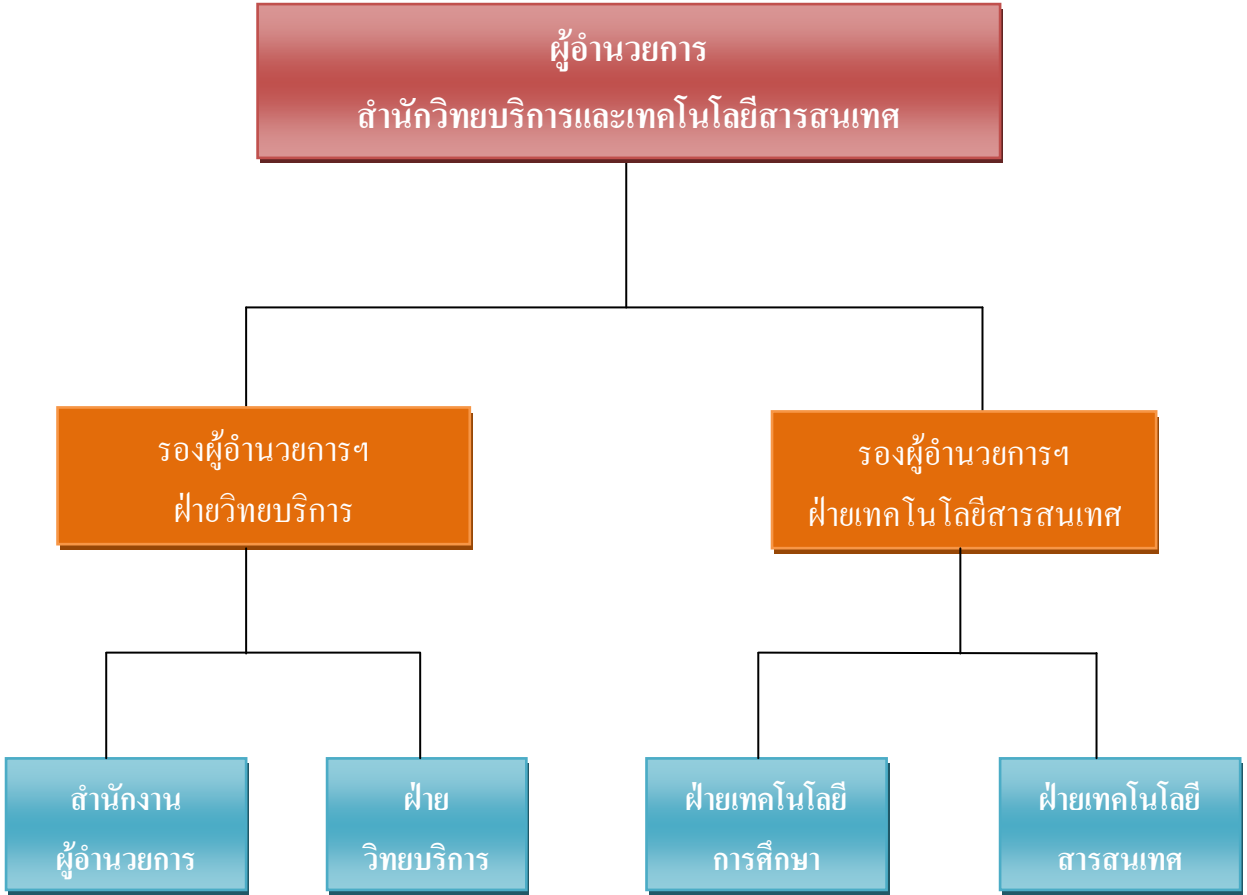 ผู้อำนวยการ
สำนักวิทยบริการและเทคโนโลยีสารสนเทศ
รองผู้อำนวยการฯ
ฝ่ายวิทยบริการ
รองผู้อำนวยการฯ
ฝ่ายเทคโนโลยีสารสนเทศ
สำนักงาน
ผู้อำนวยการ
ฝ่าย
วิทยบริการ
ฝ่ายเทคโนโลยี
การศึกษา
ฝ่ายเทคโนโลยี
สารสนเทศ